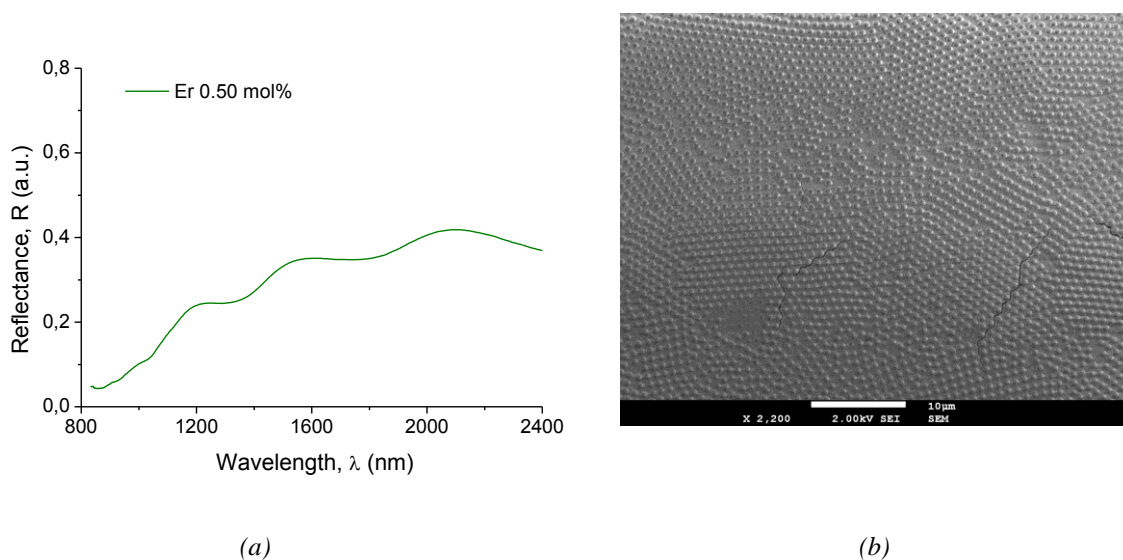 0,8
Er 0.50 mol%
0,6
0,4
0,2
0,0
800 1200 1600 2000 2400
Reflectance, R (a.u.)
Wavelength, λ (nm)
10µm
X 2,200 2.00kV SEI SEM
(a)
(b)